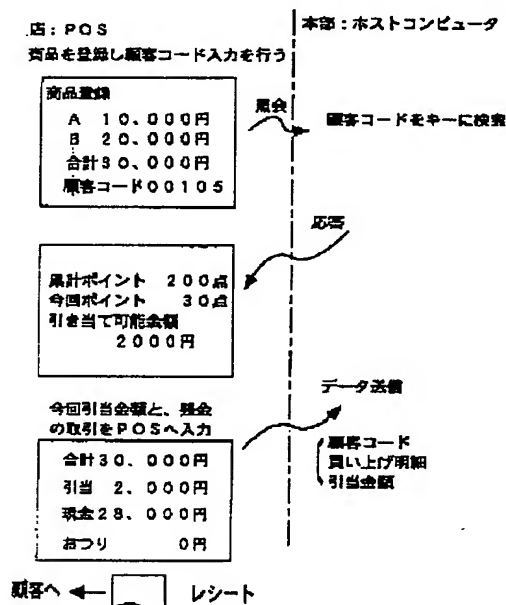 店：POS
本部：ホストコンピュータ
商品を登録し顧客コード入力を行う
商品登録
A 10、000円
B 20、000円
合計30、000円
顧客コード00105
照会
顧客コードをキーに検索
応答
累計ポイント 200点
今回ポイント 30点
引き当て可能金額
2000円
データ送信
今回引当金額と、残金
の取引をPOSへ入力
顧客コード
買い上げ明細
引当金額
合計30、000円
引当 2、000円
現金28、000円
おつり 0円
顧客へ
レシート